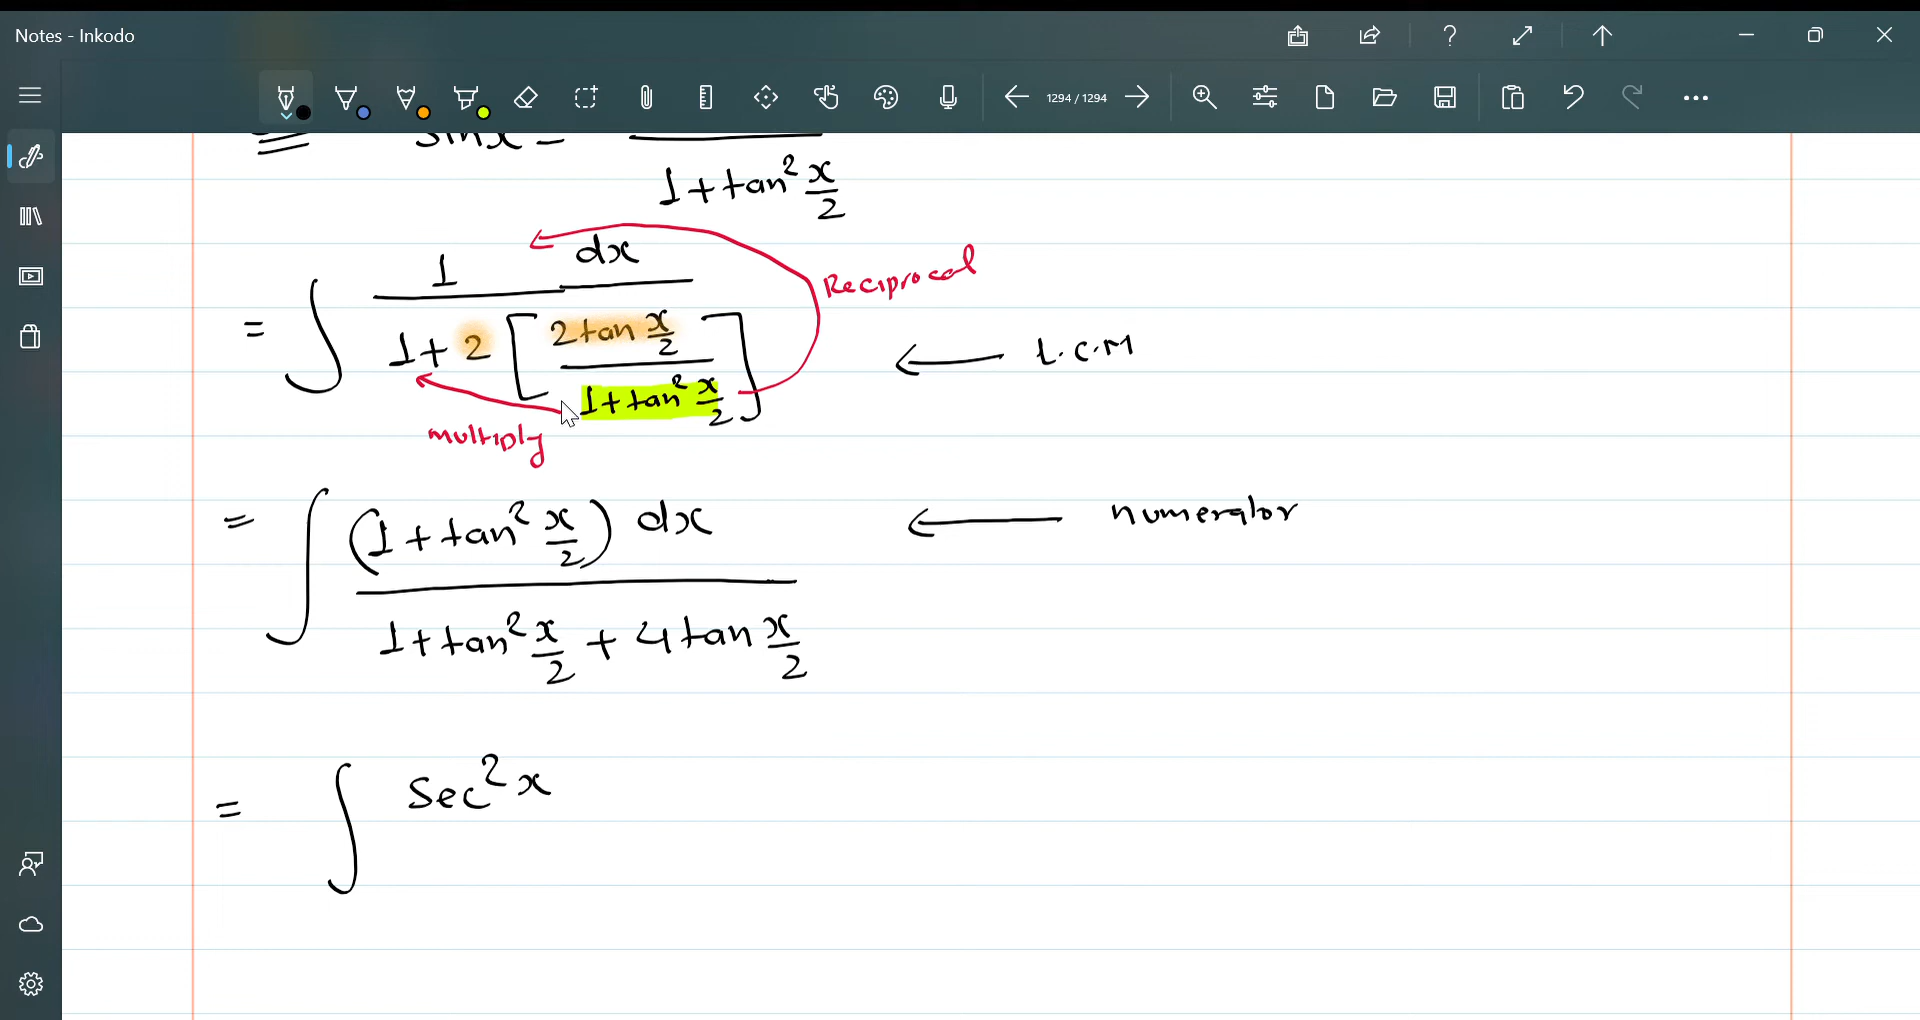 Notes - Inkodo
1294 / 1294
sin x =
1 + tan² x/2
= ∫ 1 dx / 1 + 2 [ 2 tan x/2 / 1 + tan² x/2 ]
Reciprocal
← L.C.M
multiply
= ∫ (1 + tan² x/2) dx / 1 + tan² x/2 + 4 tan x/2
← numerator
= ∫ sec² x